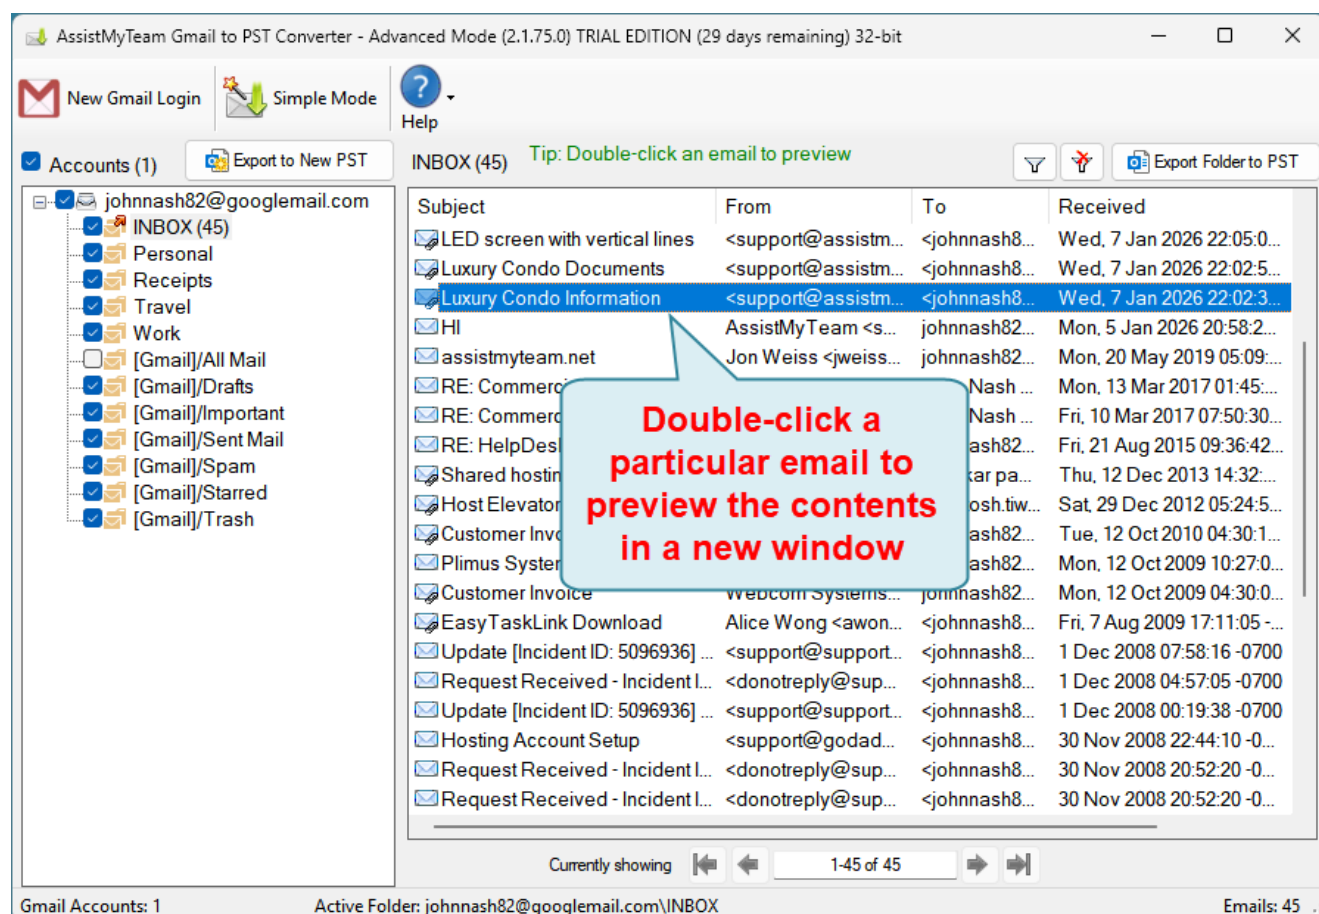 AssistMyTeam Gmail to PST Converter - Advanced Mode (2.1.75.0) TRIAL EDITION (29 days remaining) 32-bit
New Gmail Login
Simple Mode
Help
Accounts (1)
Export to New PST
INBOX (45)
Tip: Double-click an email to preview
Export Folder to PST
johnnash82@googlemail.com
INBOX (45)
Personal
Receipts
Travel
Work
[Gmail]/All Mail
[Gmail]/Drafts
[Gmail]/Important
[Gmail]/Sent Mail
[Gmail]/Spam
[Gmail]/Starred
[Gmail]/Trash
Subject From To Received
LED screen with vertical lines <support@assistm... <johnnash8... Wed, 7 Jan 2026 22:05:0...
Luxury Condo Documents <support@assistm... <johnnash8... Wed, 7 Jan 2026 22:02:5...
Luxury Condo Information <support@assistm... <johnnash8... Wed, 7 Jan 2026 22:02:3...
HI AssistMyTeam <s... johnnash82... Mon, 5 Jan 2026 20:58:2...
assistmyteam.net Jon Weiss <jweiss... johnnash82... Mon, 20 May 2019 05:09:...
RE: Commerc Nash ... Mon, 13 Mar 2017 01:45:...
RE: Commerc Nash ... Fri, 10 Mar 2017 07:50:30...
RE: HelpDes ash82... Fri, 21 Aug 2015 09:36:42...
Shared hostin kar pa... Thu, 12 Dec 2013 14:32:...
Host Elevator osh.tiw... Sat, 29 Dec 2012 05:24:5...
Customer Invo ash82... Tue, 12 Oct 2010 04:30:1...
Plimus System ash82... Mon, 12 Oct 2009 10:27:0...
Customer Invoice Webcom Systems... johnnash82... Mon, 12 Oct 2009 04:30:0...
EasyTaskLink Download Alice Wong <awon... <johnnash8... Fri, 7 Aug 2009 17:11:05 -...
Update [Incident ID: 5096936] ... <support@support... <johnnash8... 1 Dec 2008 07:58:16 -0700
Request Received - Incident I... <donotreply@sup... <johnnash8... 1 Dec 2008 04:57:05 -0700
Update [Incident ID: 5096936] ... <support@support... <johnnash8... 1 Dec 2008 00:19:38 -0700
Hosting Account Setup <support@godad... <johnnash8... 30 Nov 2008 22:44:10 -0...
Request Received - Incident I... <donotreply@sup... <johnnash8... 30 Nov 2008 20:52:20 -0...
Request Received - Incident I... <donotreply@sup... <johnnash8... 30 Nov 2008 20:52:20 -0...
Double-click a
particular email to
preview the contents
in a new window
Currently showing 1-45 of 45
Gmail Accounts: 1 Active Folder: johnnash82@googlemail.com\INBOX Emails: 45